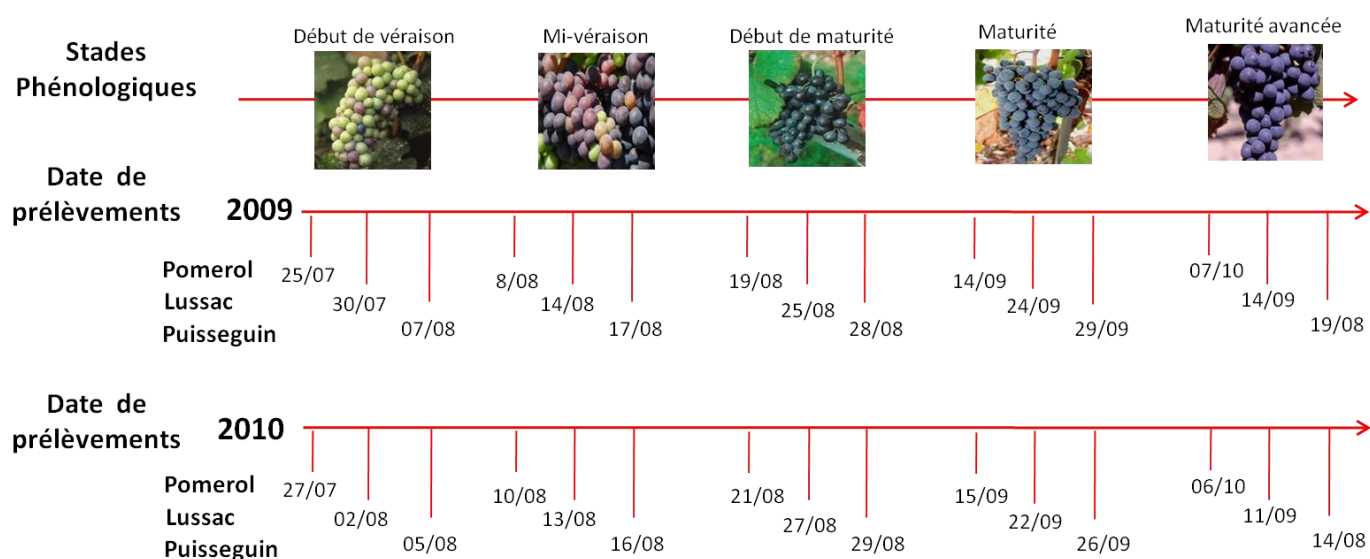 Stades
Phénologiques
Début de véraison
Mi-véraison
Début de maturité
Maturité
Maturité avancée
Date de
prélèvements
2009
Pomerol
Lussac
Puisseguin
25/07
30/07
07/08
8/08
14/08
17/08
19/08
25/08
28/08
14/09
24/09
29/09
07/10
14/09
19/08
Date de
prélèvements
2010
Pomerol
Lussac
Puisseguin
27/07
02/08
05/08
10/08
13/08
16/08
21/08
27/08
29/08
15/09
22/09
26/09
06/10
11/09
14/08